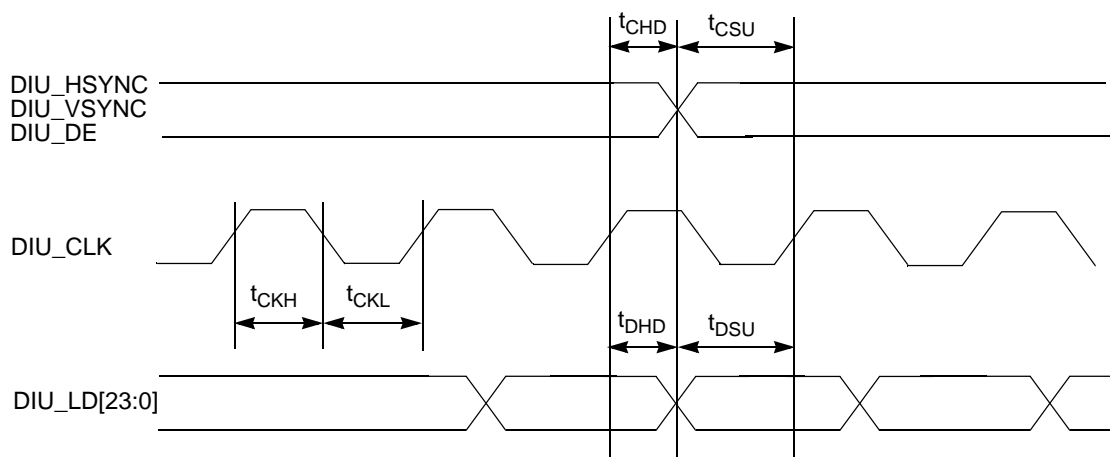 tCHD tCSU
DIU_HSYNC
DIU_VSYNC
DIU_DE
DIU_CLK
tCKH tCKL
tDHD tDSU
DIU_LD[23:0]